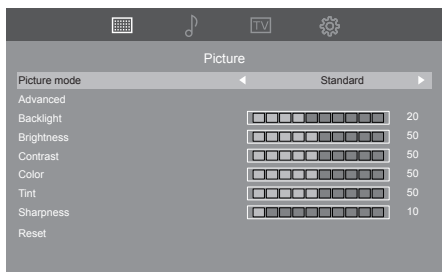 TV
Picture
Picture mode Standard
Advanced
Backlight 20
Brightness 50
Contrast 50
Color 50
Tint 50
Sharpness 10
Reset